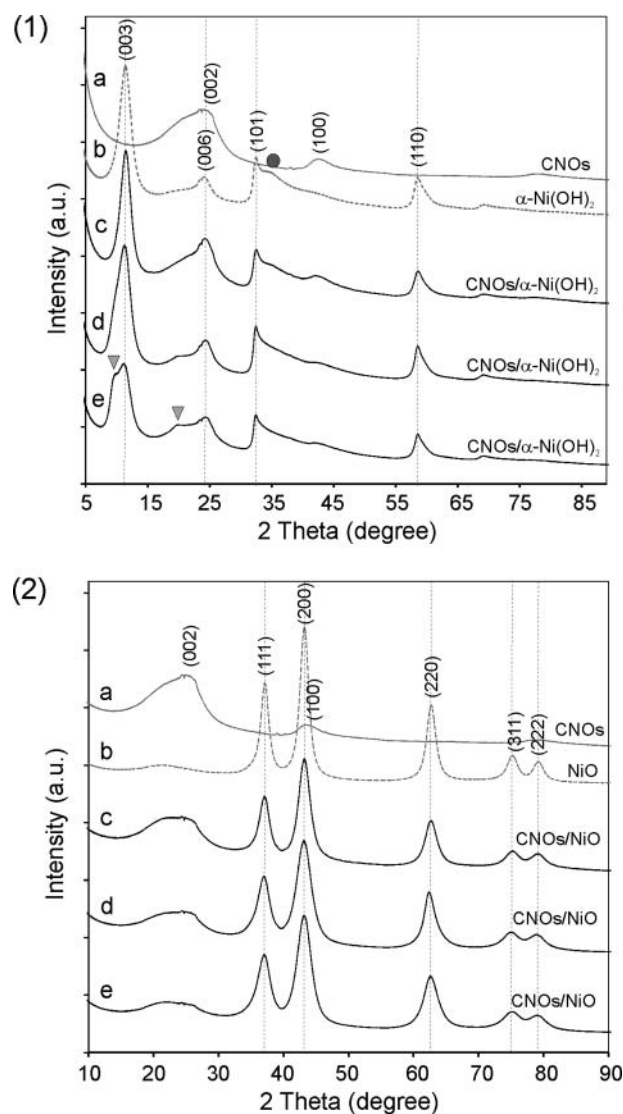 (1)
(003)
a
(002)
(101)
(100)
(110)
CNOs
b
(006)
α-Ni(OH)₂
c
CNOs/α-Ni(OH)₂
d
CNOs/α-Ni(OH)₂
e
CNOs/α-Ni(OH)₂
Intensity (a.u.)
5 15 25 35 45 55 65 75 85
2 Theta (degree)
(2)
(200)
(002)
(111)
(100)
(220)
a
CNOs
(311)
(222)
b
NiO
c
CNOs/NiO
d
CNOs/NiO
e
CNOs/NiO
Intensity (a.u.)
10 20 30 40 50 60 70 80 90
2 Theta (degree)